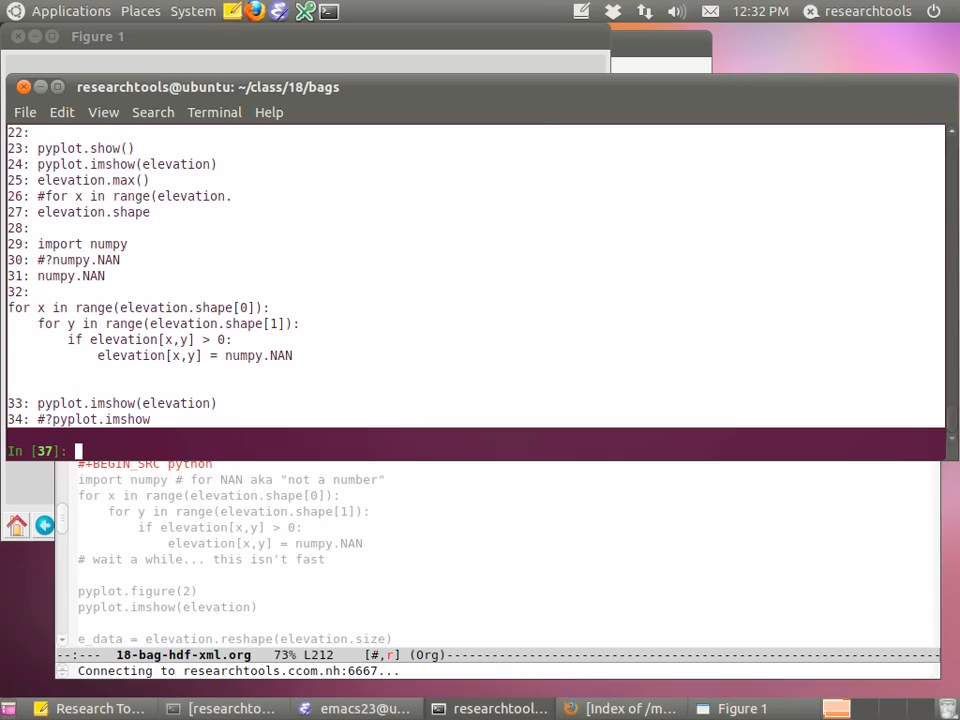 Applications Places System 12:32 PM researchtools
Figure 1
researchtools@ubuntu: ~/class/18/bags
File Edit View Search Terminal Help
22:
23: pyplot.show()
24: pyplot.imshow(elevation)
25: elevation.max()
26: #for x in range(elevation.
27: elevation.shape
28:
29: import numpy
30: #?numpy.NAN
31: numpy.NAN
32:
for x in range(elevation.shape[0]):
    for y in range(elevation.shape[1]):
        if elevation[x,y] > 0:
            elevation[x,y] = numpy.NAN
33: pyplot.imshow(elevation)
34: #?pyplot.imshow
In [37]:
#+BEGIN_SRC python
import numpy # for NAN aka "not a number"
for x in range(elevation.shape[0]):
    for y in range(elevation.shape[1]):
        if elevation[x,y] > 0:
            elevation[x,y] = numpy.NAN
# wait a while... this isn't fast
pyplot.figure(2)
pyplot.imshow(elevation)
e_data = elevation.reshape(elevation.size)
--:--- 18-bag-hdf-xml.org 73% L212 [#,r] (Org)--------------------------------------------------
Connecting to researchtools.ccom.nh:6667...
Research To... [researchto... emacs23@u... researchtool... [Index of /m... Figure 1